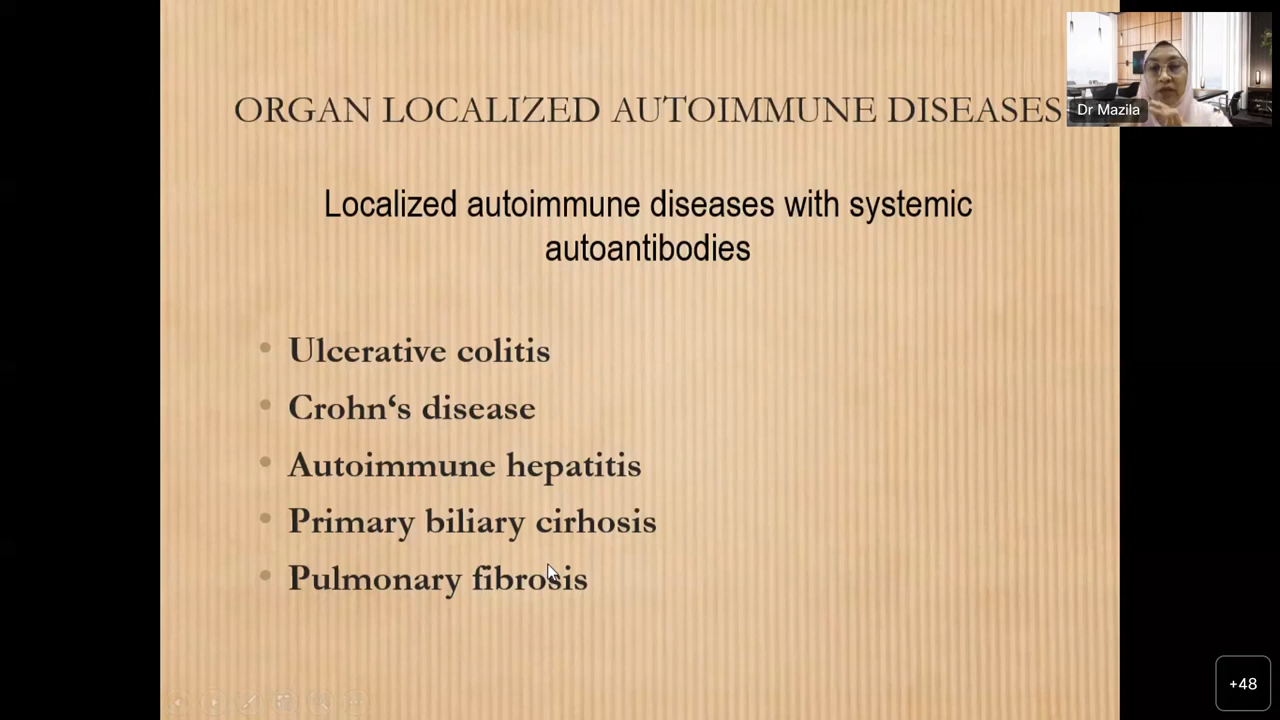 ORGAN LOCALIZED AUTOIMMUNE DISEASES
Dr Mazila
Localized autoimmune diseases with systemic
autoantibodies
Ulcerative colitis
Crohn‘s disease
Autoimmune hepatitis
Primary biliary cirhosis
Pulmonary fibrosis
+48